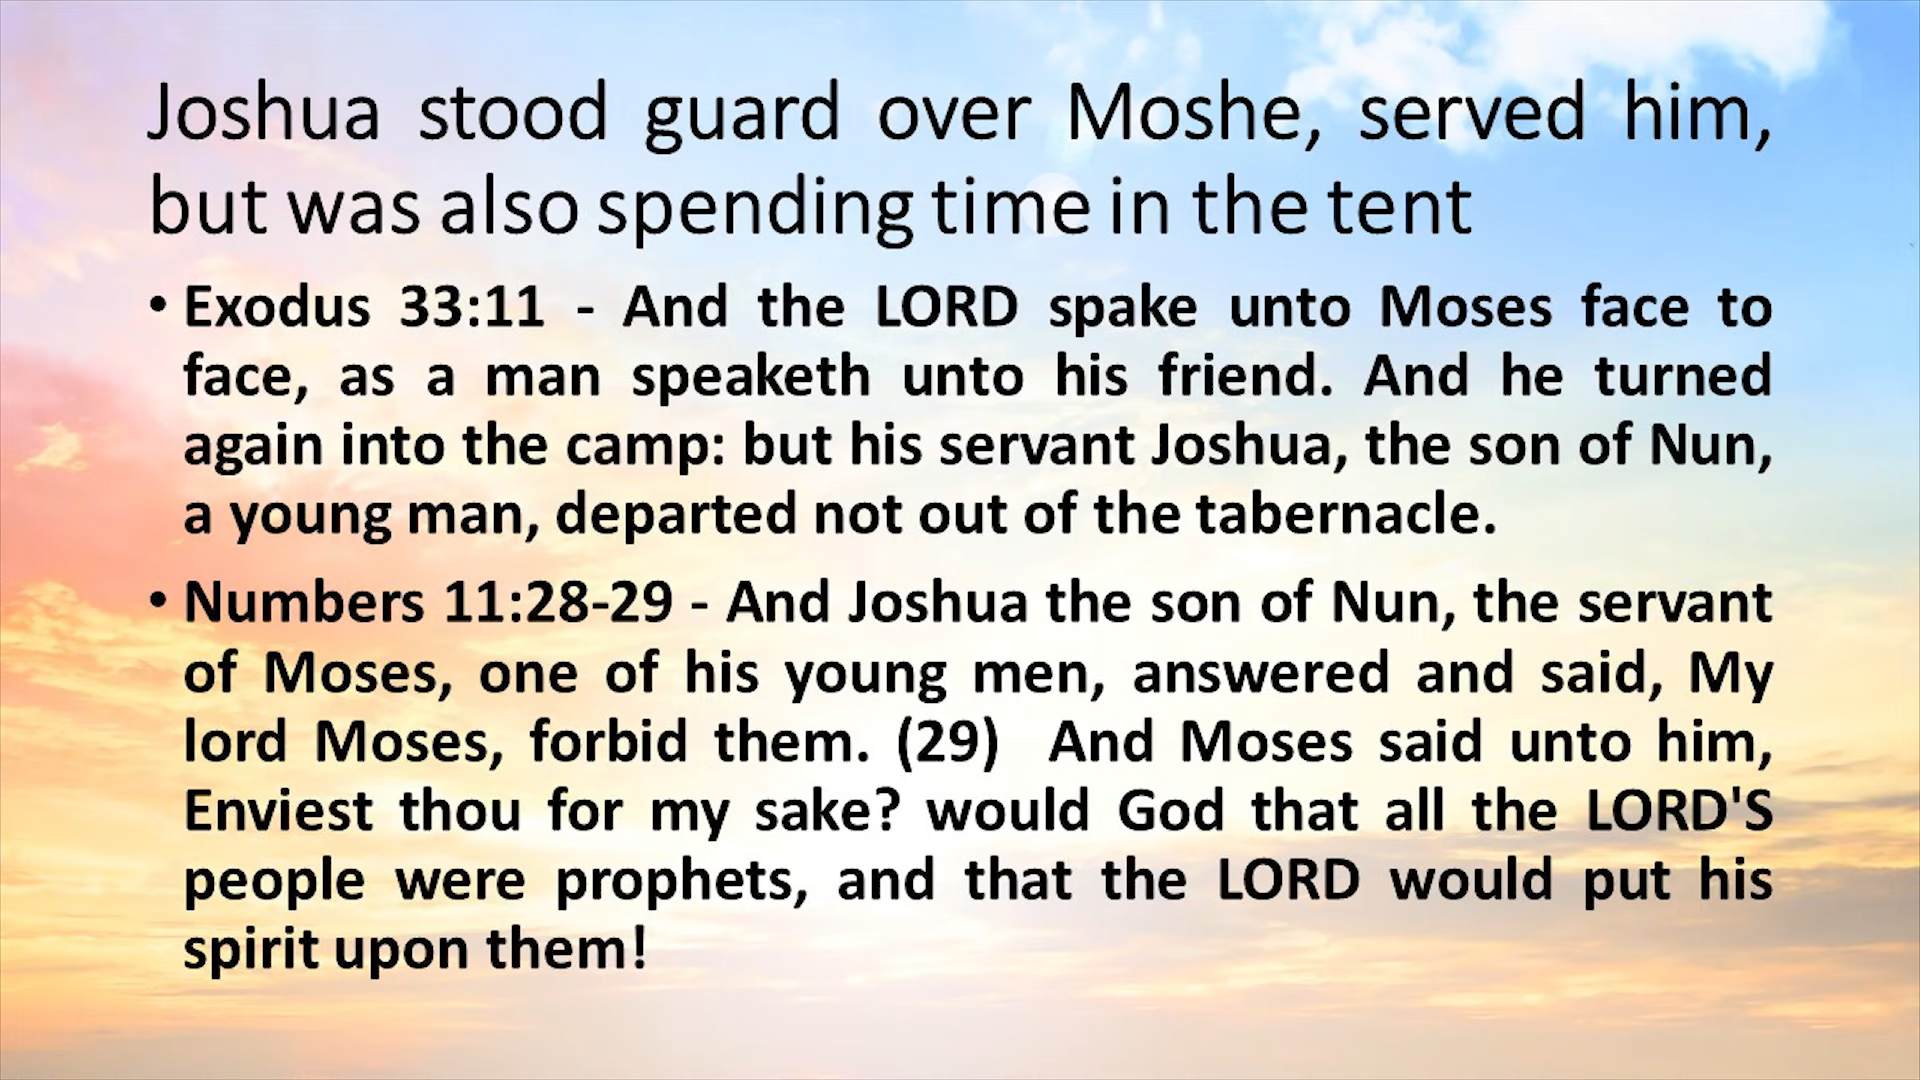 Joshua stood guard over Moshe, served him,
but was also spending time in the tent
• Exodus 33:11 - And the LORD spake unto Moses face to
face, as a man speaketh unto his friend. And he turned
again into the camp: but his servant Joshua, the son of Nun,
a young man, departed not out of the tabernacle.
• Numbers 11:28-29 - And Joshua the son of Nun, the servant
of Moses, one of his young men, answered and said, My
lord Moses, forbid them. (29)  And Moses said unto him,
Enviest thou for my sake? would God that all the LORD'S
people were prophets, and that the LORD would put his
spirit upon them!